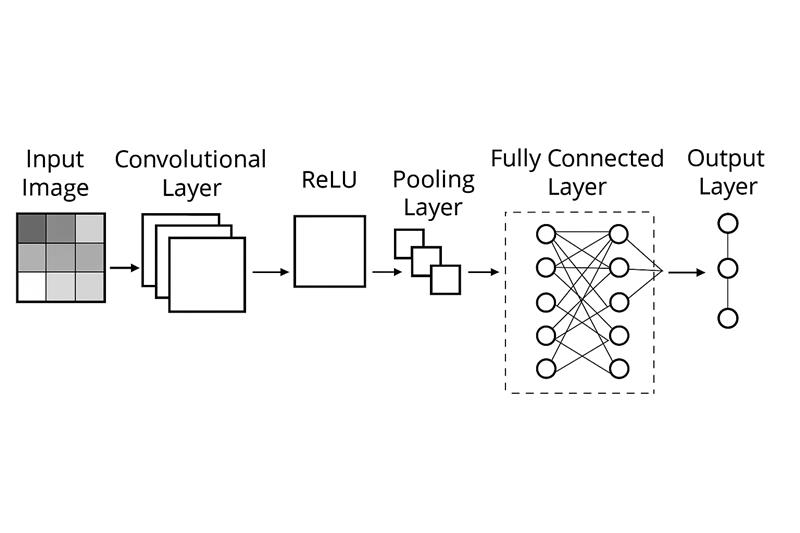 Input
Image
Convolutional
Layer
ReLU
Pooling
Layer
Fully Connected
Layer
Output
Layer